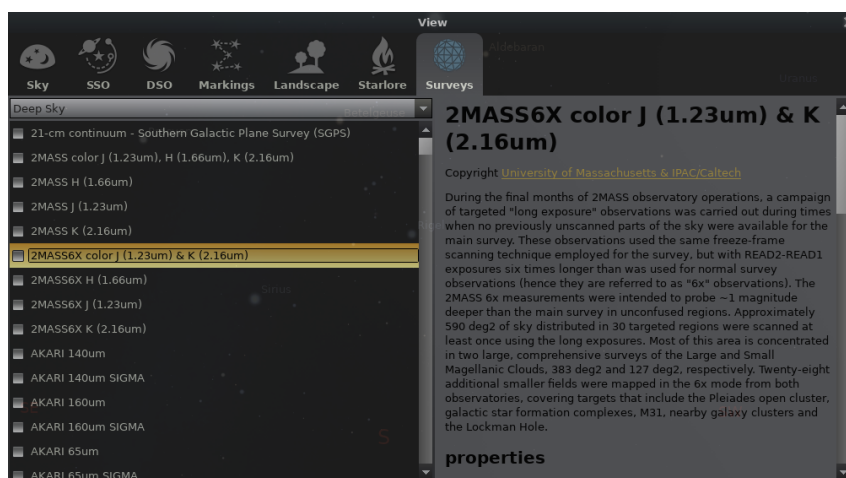 View
Aldebaran
Sky
SSO
DSO
Markings
Landscape
Starlore
Surveys
Deep Sky
21-cm continuum - Southern Galactic Plane Survey (SGPS)
2MASS color J (1.23um), H (1.66um), K (2.16um)
2MASS H (1.66um)
2MASS J (1.23um)
2MASS K (2.16um)
2MASS6X color J (1.23um) & K (2.16um)
2MASS6X H (1.66um)
2MASS6X J (1.23um)
Sirius
2MASS6X K (2.16um)
AKARI 140um
AKARI 140um SIGMA
AKARI 160um
AKARI 160um SIGMA
S
AKARI 65um
AKARI 65um SIGMA
2MASS6X color J (1.23um) & K
(2.16um)
Copyright University of Massachusetts & IPAC/Caltech
During the final months of 2MASS observatory operations, a campaign
of targeted "long exposure" observations was carried out during times
when no previously unscanned parts of the sky were available for the
main survey. These observations used the same freeze-frame
scanning technique employed for the survey, but with READ2-READ1
exposures six times longer than was used for normal survey
observations (hence they are referred to as "6x" observations). The
2MASS 6x measurements were intended to probe ~1 magnitude
deeper than the main survey in unconfused regions. Approximately
590 deg2 of sky distributed in 30 targeted regions were scanned at
least once using the long exposures. Most of this area is concentrated
in two large, comprehensive surveys of the Large and Small
Magellanic Clouds, 383 deg2 and 127 deg2, respectively. Twenty-eight
additional smaller fields were mapped in the 6x mode from both
observatories, covering targets that include the Pleiades open cluster,
galactic star formation complexes, M31, nearby galaxy clusters and
the Lockman Hole.
properties